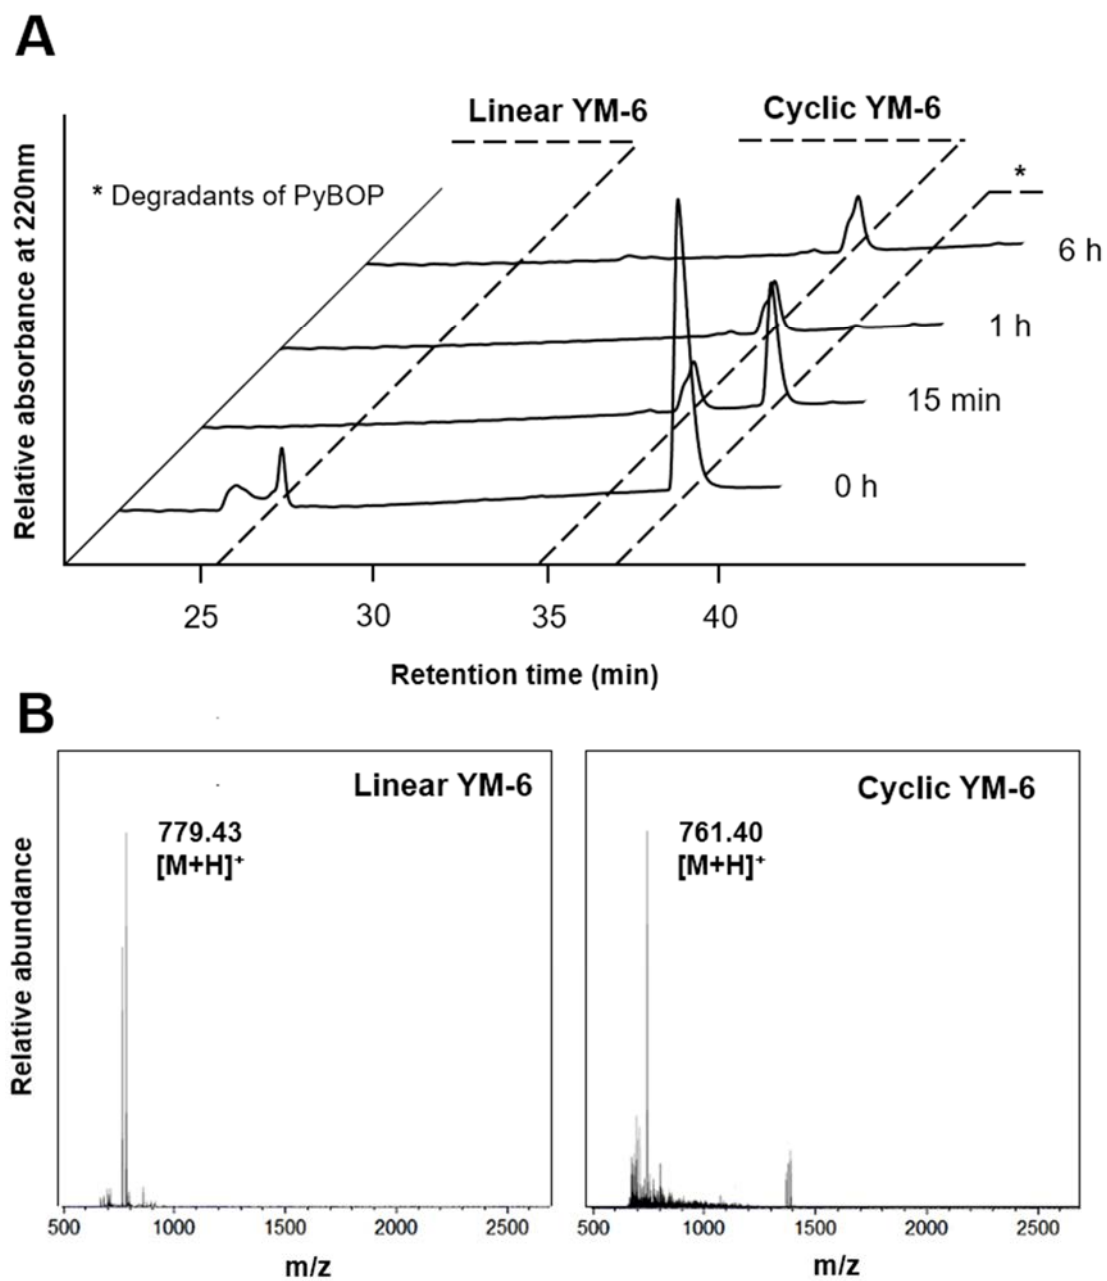 A
Linear YM-6
Cyclic YM-6
*
* Degradants of PyBOP
6 h
1 h
15 min
0 h
Relative absorbance at 220nm
25 30 35 40
Retention time (min)
B
Linear YM-6
779.43
[M+H]+
Cyclic YM-6
761.40
[M+H]+
Relative abundance
500 1000 1500 2000 2500
500 1000 1500 2000 2500
m/z
m/z